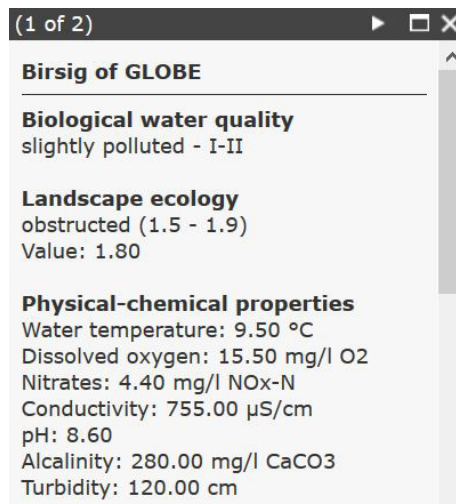 (1 of 2)
Birsig of GLOBE
Biological water quality
slightly polluted - I-II
Landscape ecology
obstructed (1.5 - 1.9)
Value: 1.80
Physical-chemical properties
Water temperature: 9.50 °C
Dissolved oxygen: 15.50 mg/l O2
Nitrates: 4.40 mg/l NOx-N
Conductivity: 755.00 µS/cm
pH: 8.60
Alcalinity: 280.00 mg/l CaCO3
Turbidity: 120.00 cm